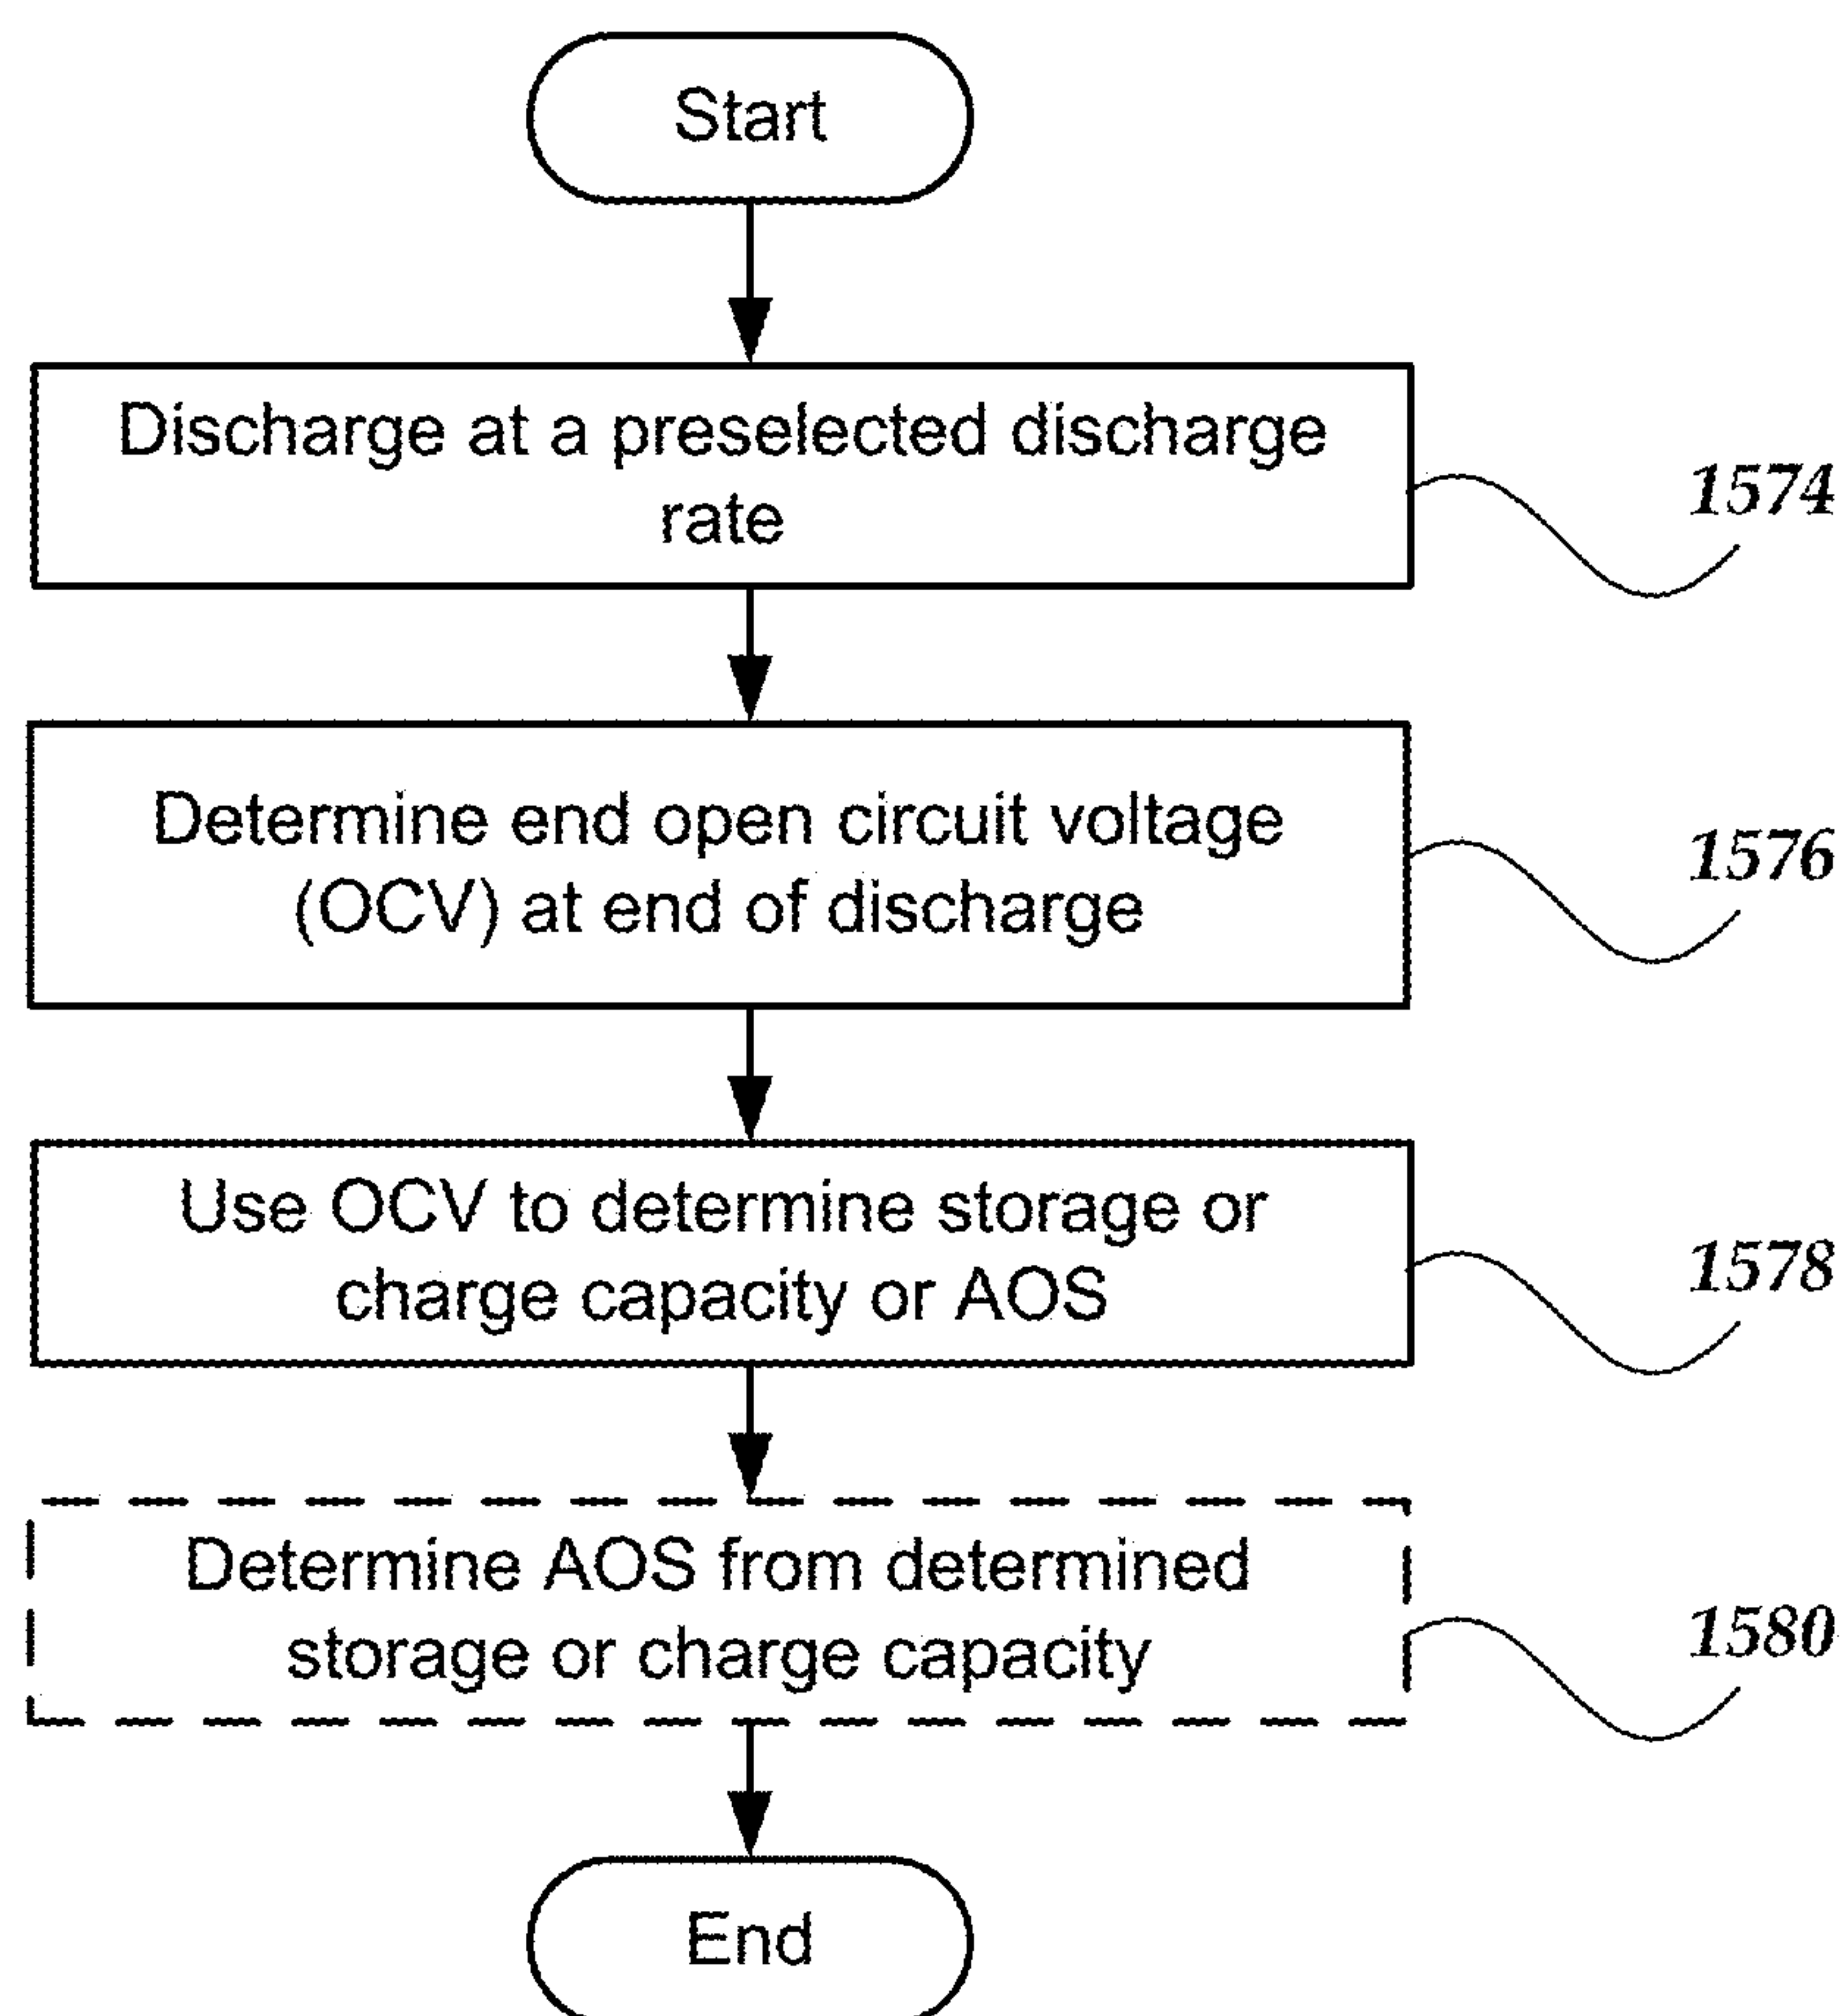 Start
Discharge at a preselected discharge
rate
1574
Determine end open circuit voltage
(OCV) at end of discharge
1576
Use OCV to determine storage or
charge capacity or AOS
1578
Determine AOS from determined
storage or charge capacity
1580
End